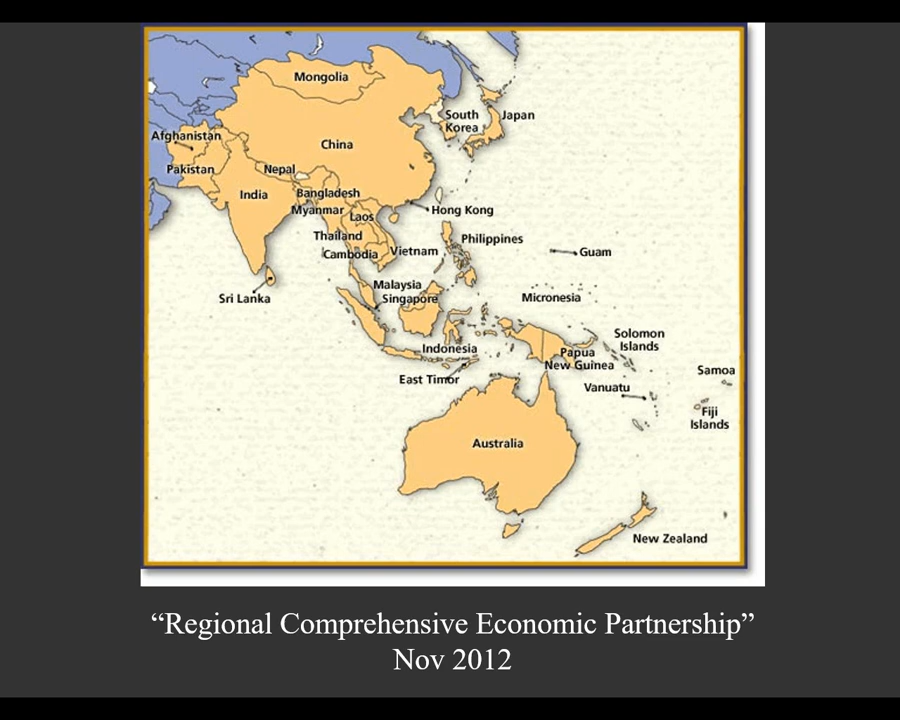 Mongolia
South
Korea
Japan
Afghanistan
China
Pakistan
Nepal
India
Bangladesh
Myanmar
Laos
Hong Kong
Thailand
Philippines
Cambodia
Vietnam
Guam
Malaysia
Singapore
Sri Lanka
Micronesia
Solomon
Islands
Indonesia
Papua
New Guinea
East Timor
Vanuatu
Samoa
Fiji
Islands
Australia
New Zealand
“Regional Comprehensive Economic Partnership”
Nov 2012